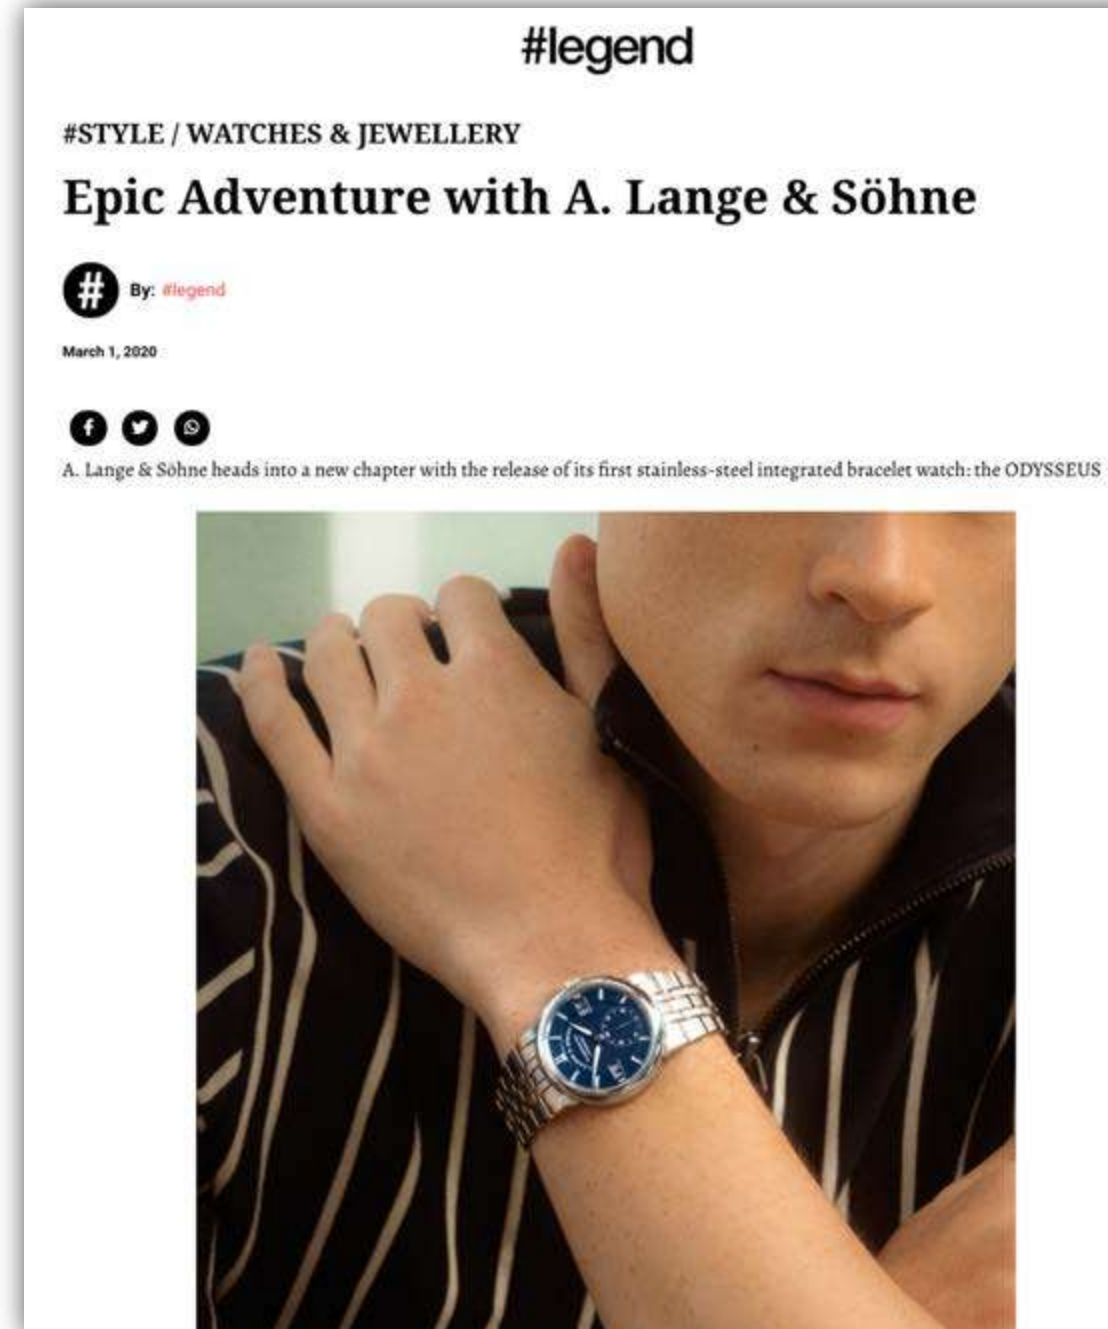 #legend
#STYLE / WATCHES & JEWELLERY
Epic Adventure with A. Lange & Söhne
#
By: #legend
March 1, 2020
A. Lange & Söhne heads into a new chapter with the release of its first stainless-steel integrated bracelet watch: the ODYSSEUS